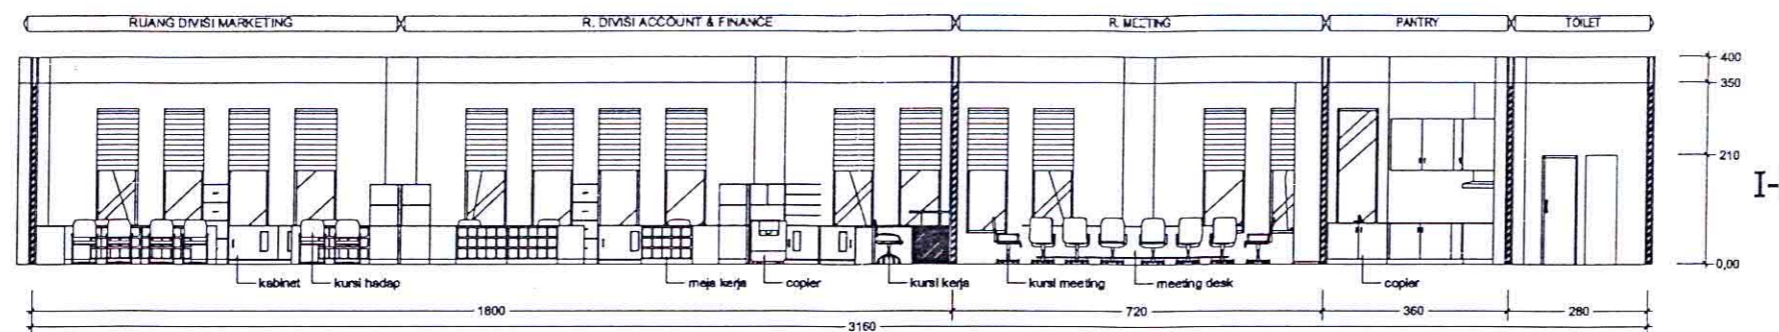 RUANG DIVISI MARKETING
R. DIVISI ACCOUNT & FINANCE
R. MEETING
PANTRY
TOILET
400
350
210
I-
0,00
kabinet
kursi hadap
meja kerja
copier
kursi kerja
kursi meeting
meeting desk
copier
1800
720
360
280
3160